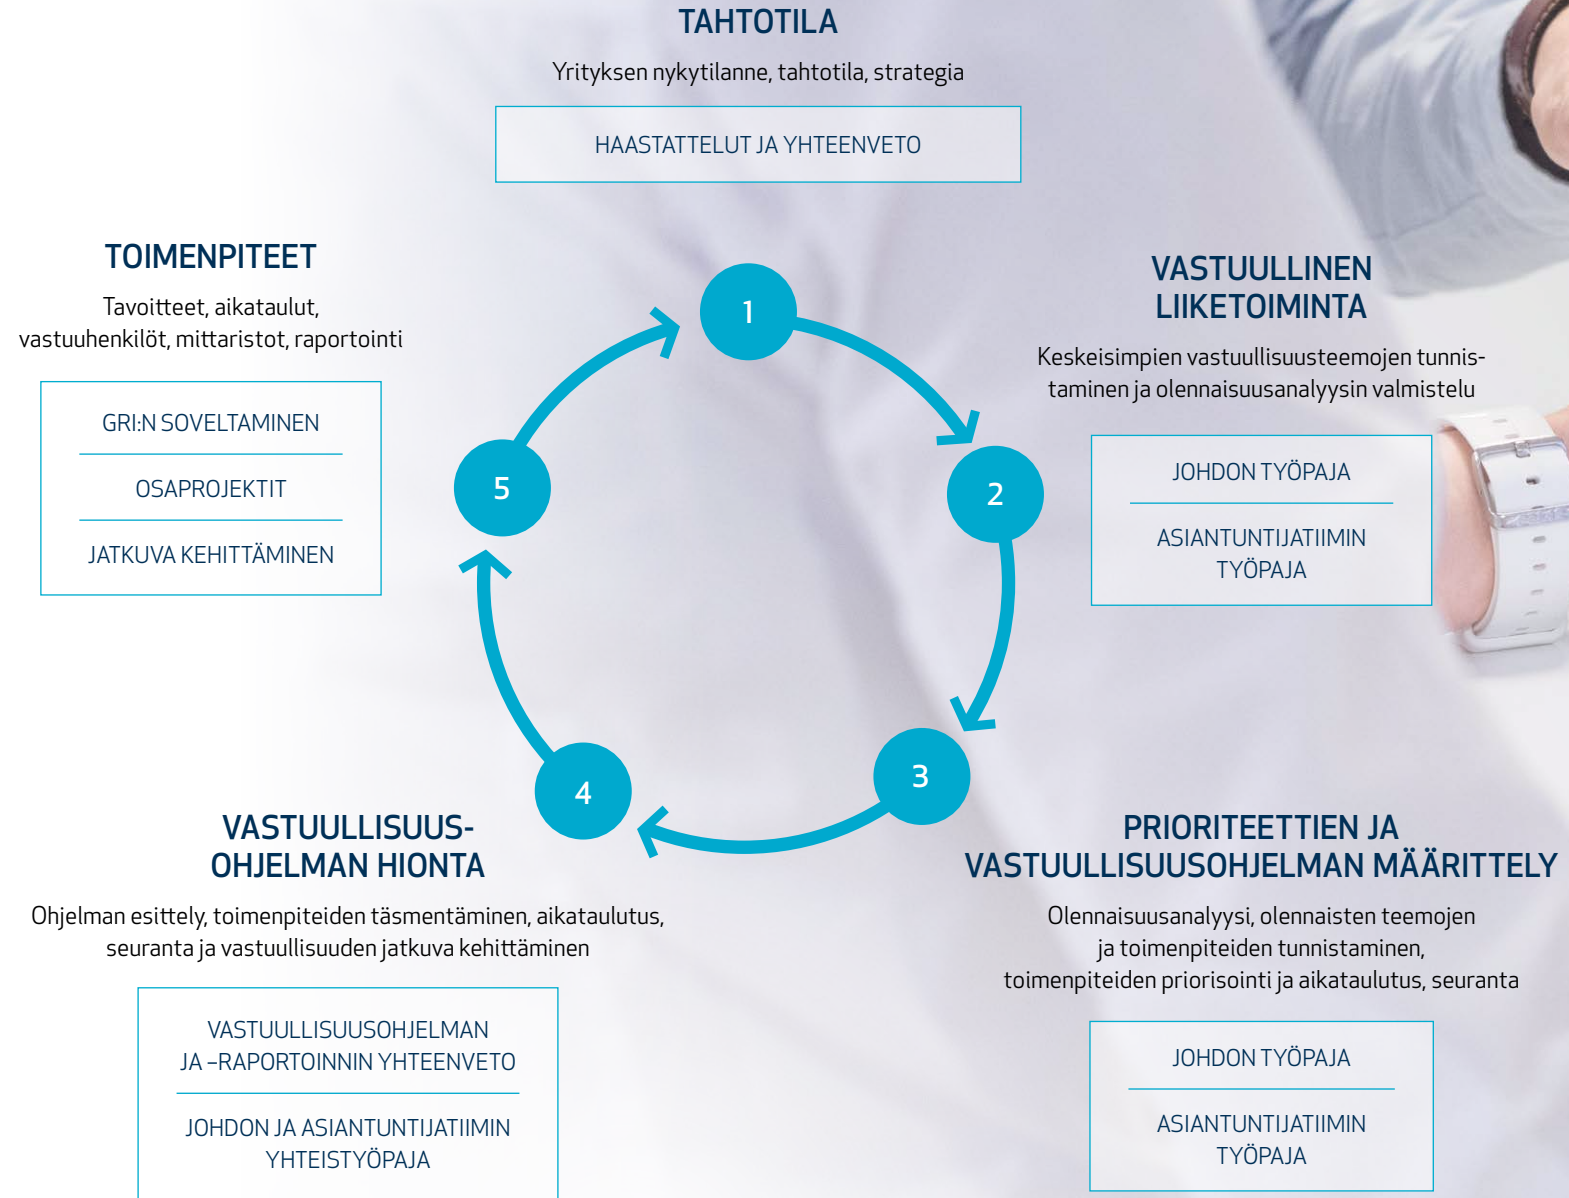 TAHTOTILA
Yrityksen nykytilanne, tahtotila, strategia
HAASTATTELUT JA YHTEENVETO
1
VASTUULLINEN
LIIKETOIMINTA
Keskeisimpien vastuullisuusteemojen tunnis-
taminen ja olennaisuusanalyysin valmistelu
JOHDON TYÖPAJA
ASIANTUNTIJATIIMIN
TYÖPAJA
2
PRIORITEETTIEN JA
VASTUULLISUUSOHJELMAN MÄÄRITTELY
Olennaisuusanalyysi, olennaisten teemojen
ja toimenpiteiden tunnistaminen,
toimenpiteiden priorisointi ja aikataulutus, seuranta
JOHDON TYÖPAJA
ASIANTUNTIJATIIMIN
TYÖPAJA
3
VASTUULLISUUS-
OHJELMAN HIONTA
Ohjelman esittely, toimenpiteiden täsmentäminen, aikataulutus,
seuranta ja vastuullisuuden jatkuva kehittäminen
VASTUULLISUUSOHJELMAN
JA –RAPORTOINNIN YHTEENVETO
JOHDON JA ASIANTUNTIJATIIMIN
YHTEISTYÖPAJA
4
TOIMENPITEET
Tavoitteet, aikataulut,
vastuuhenkilöt, mittaristot, raportointi
GRI:N SOVELTAMINEN
OSAPROJEKTIT
JATKUVA KEHITTÄMINEN
5